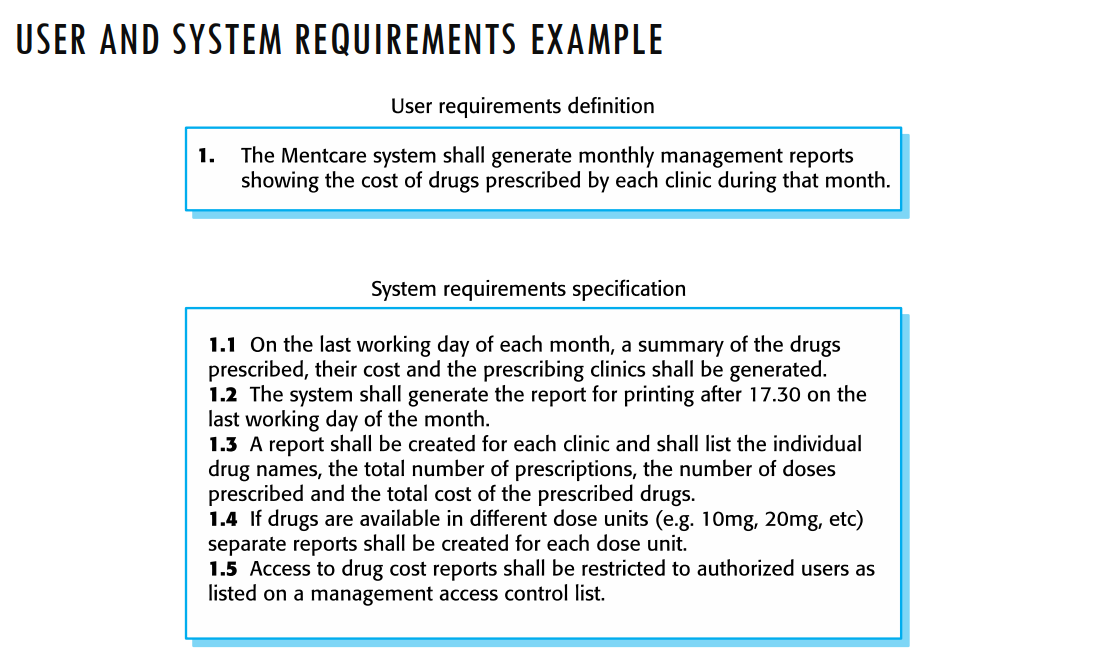 USER AND SYSTEM REQUIREMENTS EXAMPLE
User requirements definition
1. The Mentcare system shall generate monthly management reports
showing the cost of drugs prescribed by each clinic during that month.
System requirements specification
1.1 On the last working day of each month, a summary of the drugs
prescribed, their cost and the prescribing clinics shall be generated.
1.2 The system shall generate the report for printing after 17.30 on the
last working day of the month.
1.3 A report shall be created for each clinic and shall list the individual
drug names, the total number of prescriptions, the number of doses
prescribed and the total cost of the prescribed drugs.
1.4 If drugs are available in different dose units (e.g. 10mg, 20mg, etc)
separate reports shall be created for each dose unit.
1.5 Access to drug cost reports shall be restricted to authorized users as
listed on a management access control list.